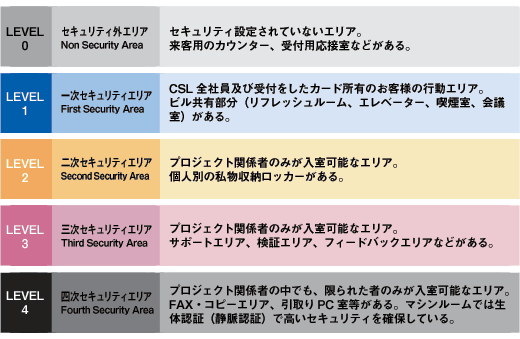 LEVEL
0
セキュリティ外エリア
Non Security Area
セキュリティ設定されていないエリア。
来客用のカウンター、受付用応接室などがある。
LEVEL
1
一次セキュリティエリア
First Security Area
CSL 全社員及び受付をしたカード所有のお客様の行動エリア。
ビル共有部分（リフレッシュルーム、エレベーター、喫煙室、会議
室）がある。
LEVEL
2
二次セキュリティエリア
Second Security Area
プロジェクト関係者のみが入室可能なエリア。
個人別の私物収納ロッカーがある。
LEVEL
3
三次セキュリティエリア
Third Security Area
プロジェクト関係者のみが入室可能なエリア。
サポートエリア、検証エリア、フィードバックエリアなどがある。
LEVEL
4
四次セキュリティエリア
Fourth Security Area
プロジェクト関係者の中でも、限られた者のみが入室可能なエリア。
FAX・コピーエリア、引取り PC 室等がある。マシンルームでは生
体認証（静脈認証）で高いセキュリティを確保している。